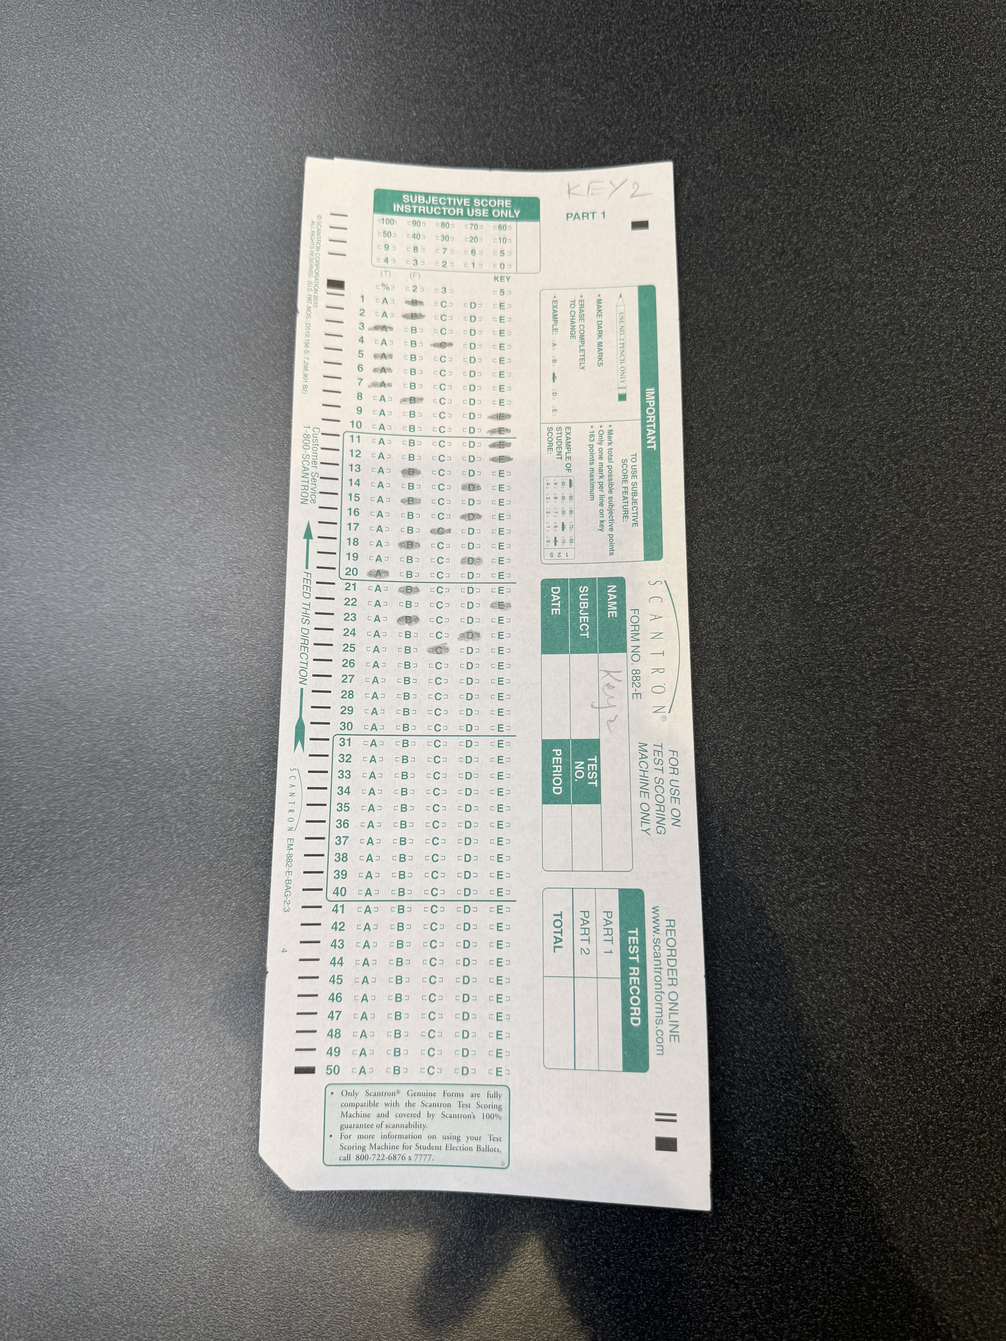 KEY 2
PART 1
SUBJECTIVE SCORE
INSTRUCTOR USE ONLY
100 90 80 70 60
50 40 30 20 10
9 8 7 6 5
4 3 2 1 0
(T) (F) KEY
% 2 3 5
1 A B C D E
2 A B C D E
3 A B C D E
4 A B C D E
5 A B C D E
6 A B C D E
7 A B C D E
8 A B C D E
9 A B C D E
10 A B C D E
11 A B C D E
12 A B C D E
13 A B C D E
14 A B C D E
15 A B C D E
16 A B C D E
17 A B C D E
18 A B C D E
19 A B C D E
20 A B C D E
21 A B C D E
22 A B C D E
23 A B C D E
24 A B C D E
25 A B C D E
26 A B C D E
27 A B C D E
28 A B C D E
29 A B C D E
30 A B C D E
31 A B C D E
32 A B C D E
33 A B C D E
34 A B C D E
35 A B C D E
36 A B C D E
37 A B C D E
38 A B C D E
39 A B C D E
40 A B C D E
41 A B C D E
42 A B C D E
43 A B C D E
44 A B C D E
45 A B C D E
46 A B C D E
47 A B C D E
48 A B C D E
49 A B C D E
50 A B C D E
• Only Scantron® Genuine Forms are fully
compatible with the Scantron Test Scoring
Machine and covered by Scantron's 100%
guarantee of scannability.
• For more information on using your Test
Scoring Machine for Student Election Ballots,
call 800-722-6876 x 7777.
IMPORTANT
USE NO. 2 PENCIL ONLY
• MAKE DARK MARKS
• ERASE COMPLETELY
TO CHANGE
• EXAMPLE: A B D E
TO USE SUBJECTIVE
SCORE FEATURE:
• Mark total possible subjective points
• Only one mark per line on key
• 163 points maximum
EXAMPLE OF
STUDENT
SCORE:
SCANTRON®
FORM NO. 882-E
FOR USE ON
TEST SCORING
MACHINE ONLY
NAME Key 2
SUBJECT
TEST
NO.
DATE
PERIOD
REORDER ONLINE
www.scantronforms.com
TEST RECORD
PART 1
PART 2
TOTAL
© SCANTRON CORPORATION 2010
ALL RIGHTS RESERVED.
Customer Service
1-800-SCANTRON
FEED THIS DIRECTION
SCANTRON EM-882-E-BAG-2-3
4